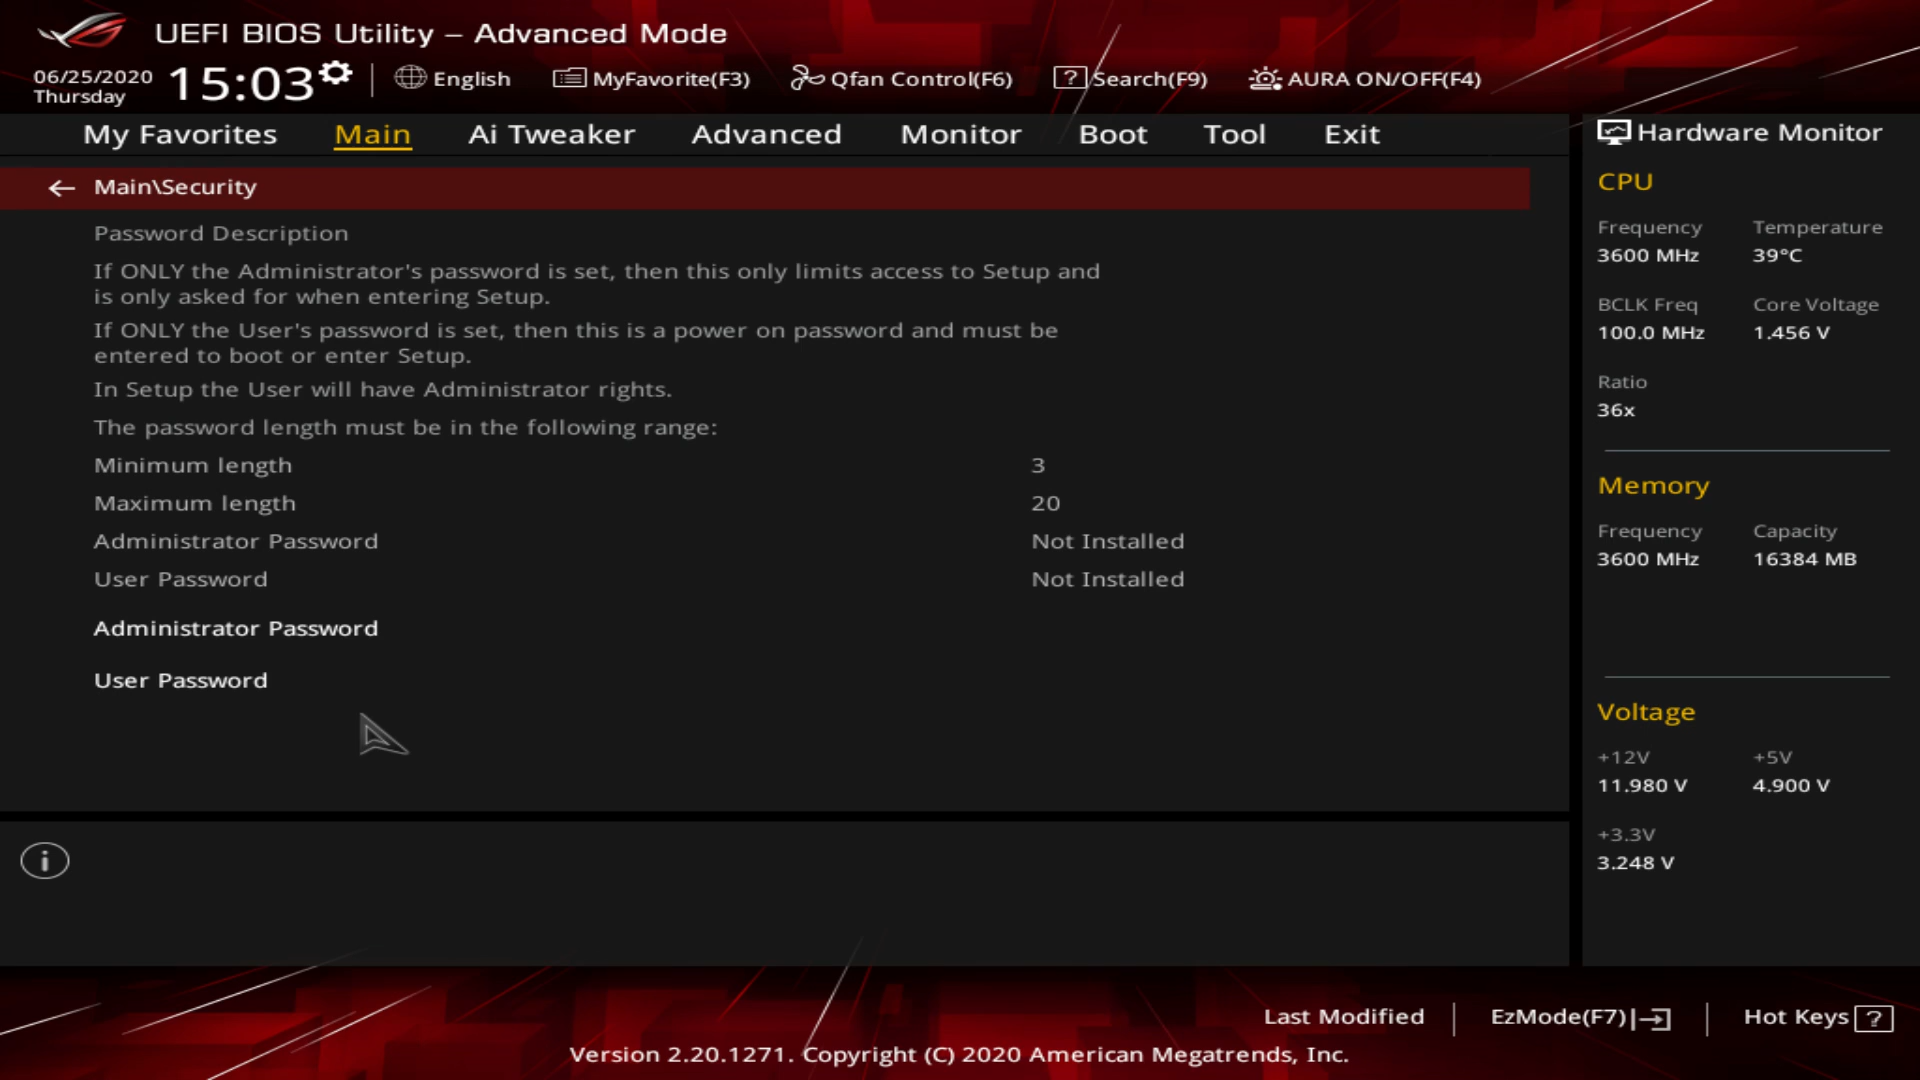 UEFI BIOS Utility – Advanced Mode
06/25/2020
Thursday
15:03
English
MyFavorite(F3)
Qfan Control(F6)
? Search(F9)
AURA ON/OFF(F4)
My Favorites
Main
Ai Tweaker
Advanced
Monitor
Boot
Tool
Exit
Main\Security
Password Description
If ONLY the Administrator's password is set, then this only limits access to Setup and
is only asked for when entering Setup.
If ONLY the User's password is set, then this is a power on password and must be
entered to boot or enter Setup.
In Setup the User will have Administrator rights.
The password length must be in the following range:
Minimum length 3
Maximum length 20
Administrator Password Not Installed
User Password Not Installed
Administrator Password
User Password
Hardware Monitor
CPU
Frequency Temperature
3600 MHz 39°C
BCLK Freq Core Voltage
100.0 MHz 1.456 V
Ratio
36x
Memory
Frequency Capacity
3600 MHz 16384 MB
Voltage
+12V +5V
11.980 V 4.900 V
+3.3V
3.248 V
i
Last Modified
EzMode(F7)
Hot Keys ?
Version 2.20.1271. Copyright (C) 2020 American Megatrends, Inc.